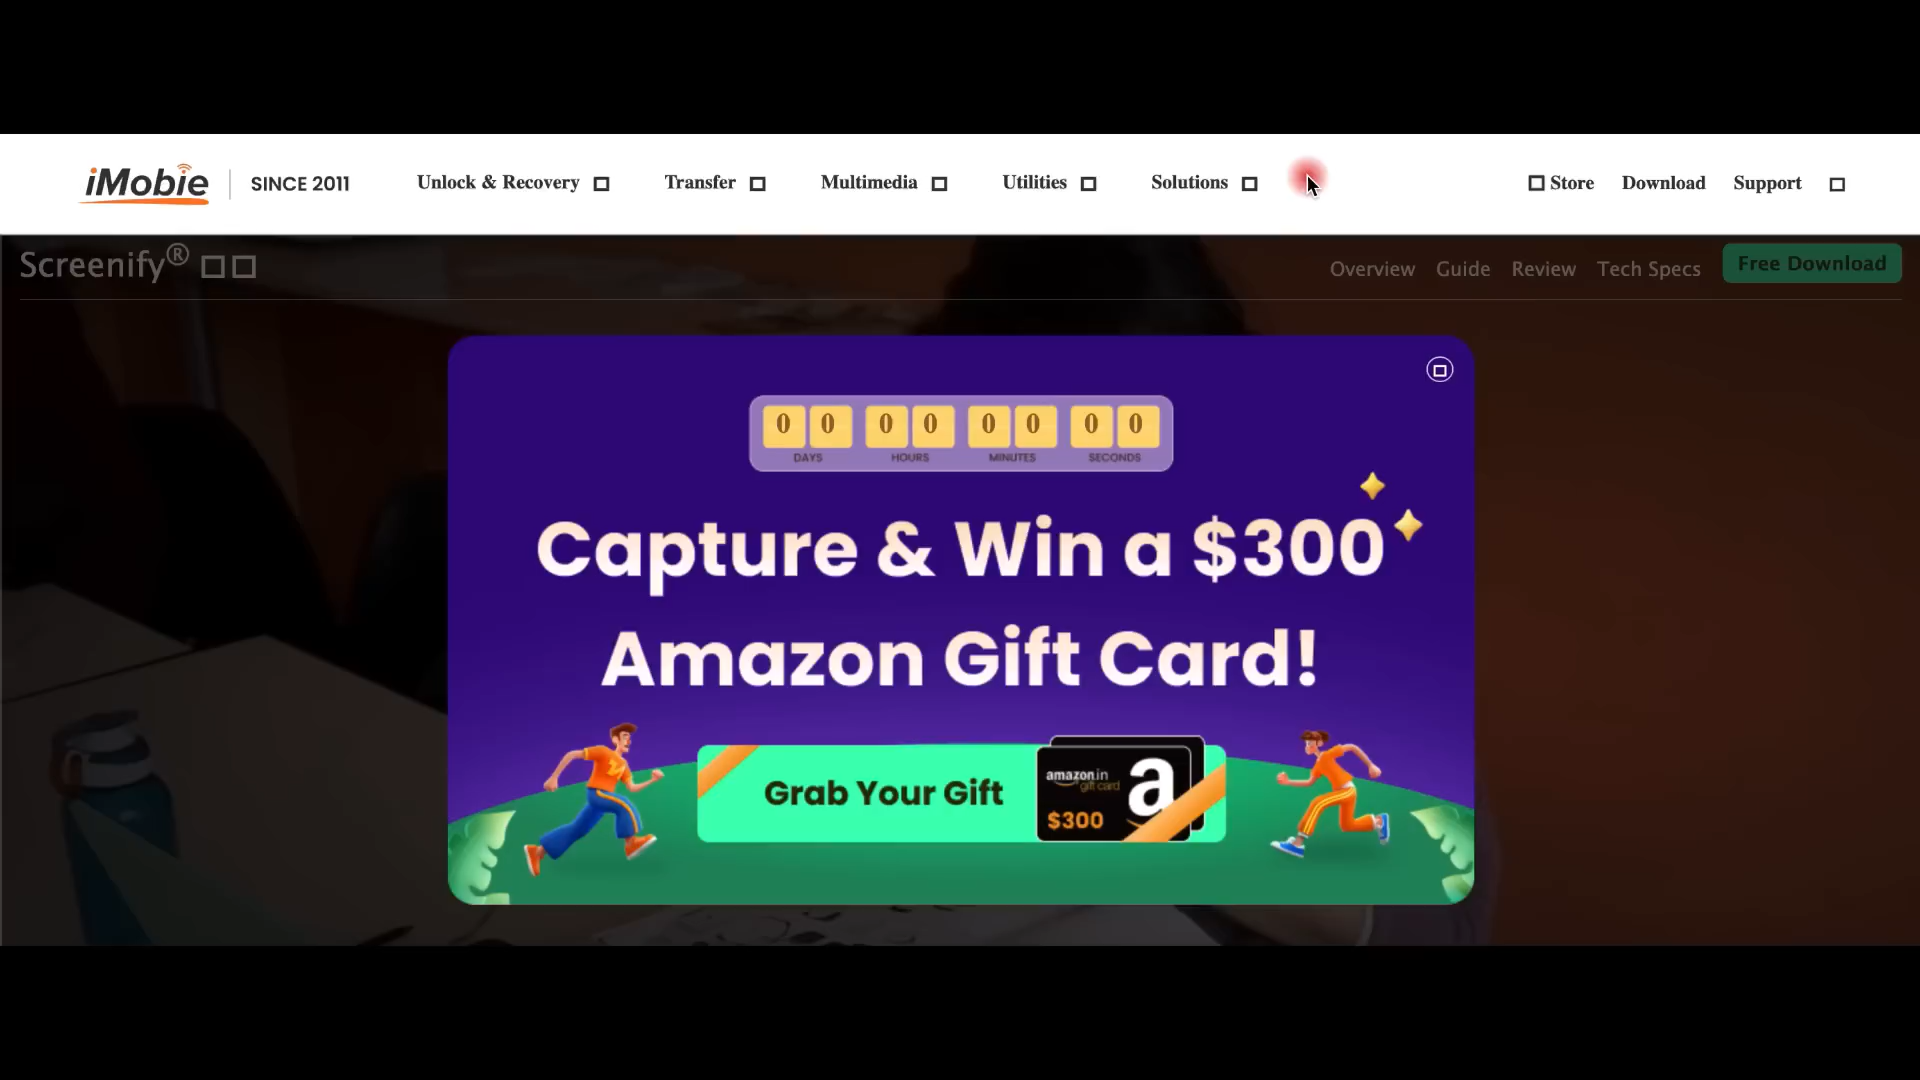 iMobie SINCE 2011 Unlock & Recovery Transfer Multimedia Utilities Solutions Store Download Support
Screenify® Overview Guide Review Tech Specs Free Download
0 0 0 0 0 0 0 0
DAYS HOURS MINUTES SECONDS
Capture & Win a $300
Amazon Gift Card!
Grab Your Gift
amazon.in
gift card
$300